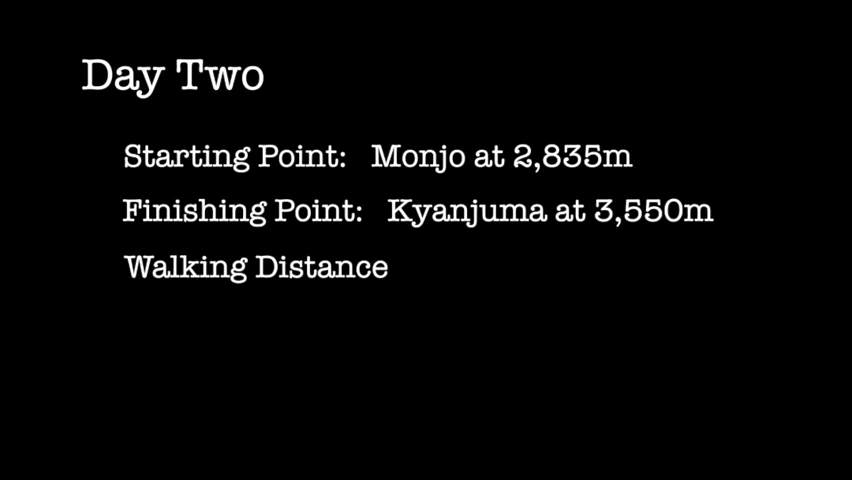 Day Two
Starting Point: Monjo at 2,835m
Finishing Point: Kyanjuma at 3,550m
Walking Distance